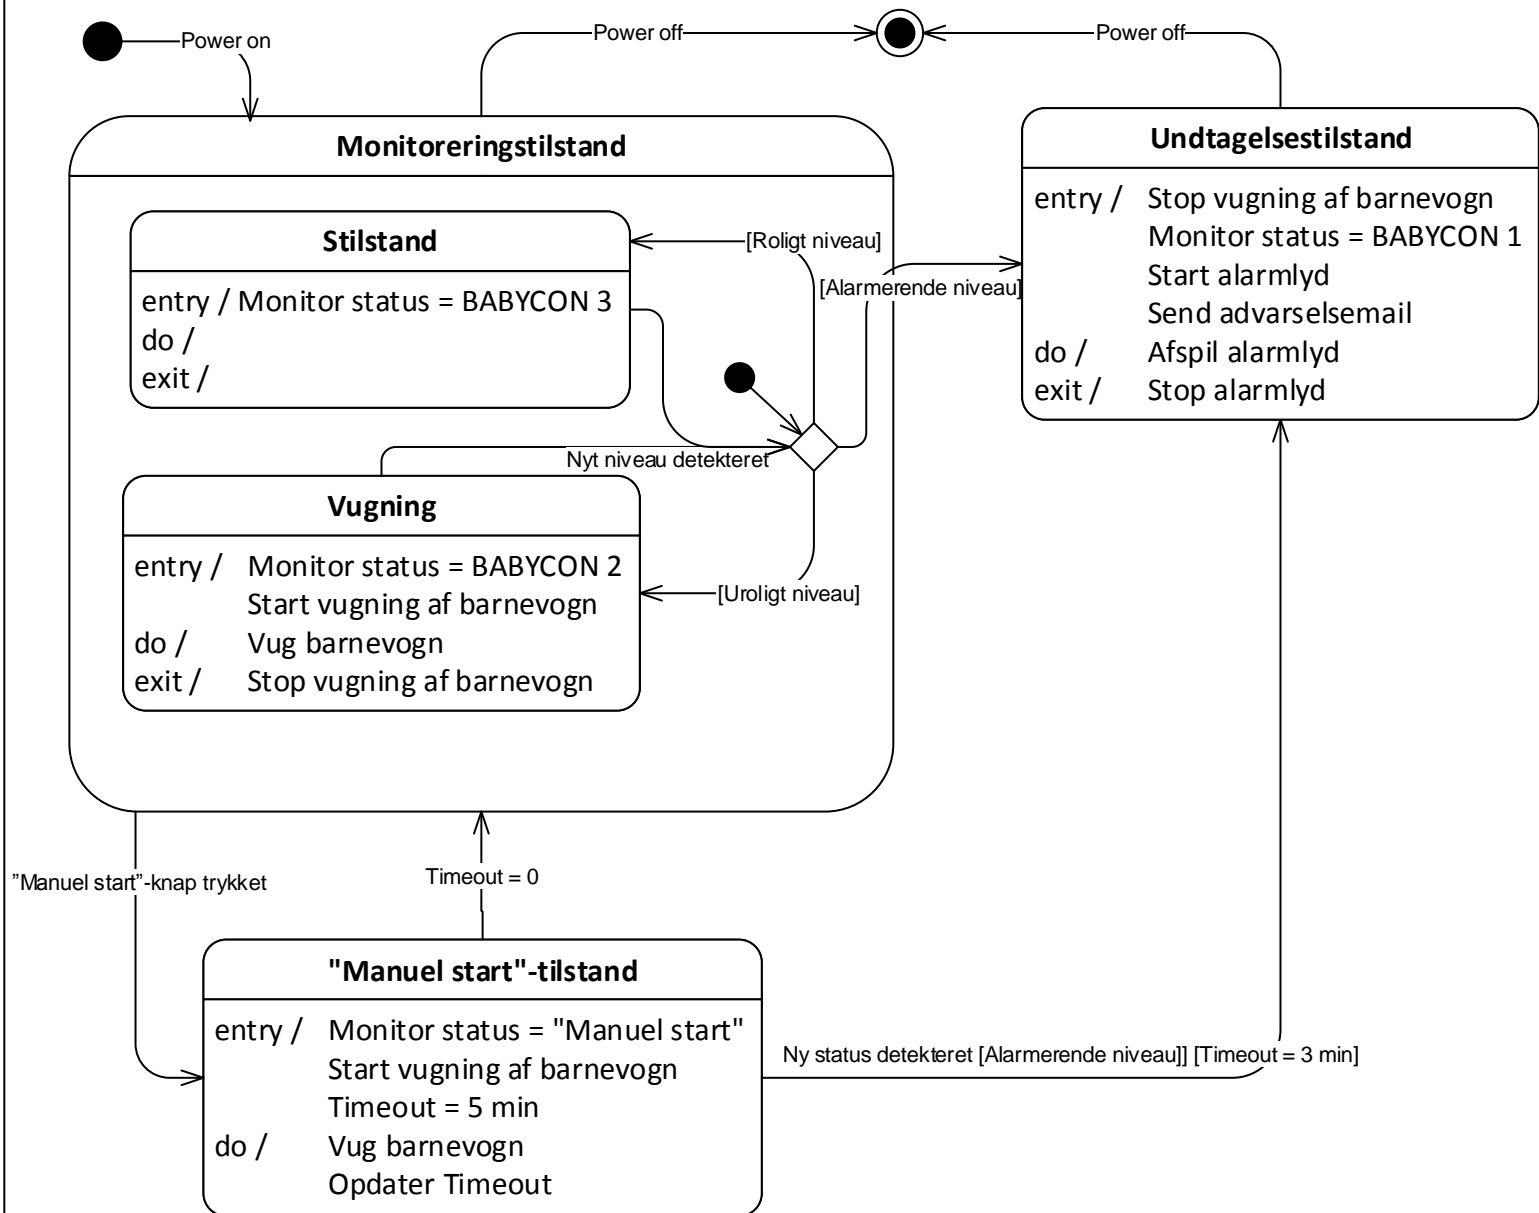 Power on
Power off
Power off
Monitoreringstilstand
Undtagelsestilstand
entry / Stop vugning af barnevogn
Monitor status = BABYCON 1
Start alarmlyd
Send advarselsemail
do / Afspil alarmlyd
exit / Stop alarmlyd
Stilstand
entry / Monitor status = BABYCON 3
do /
exit /
[Roligt niveau]
[Alarmerende niveau]
Nyt niveau detekteret
Vugning
entry / Monitor status = BABYCON 2
Start vugning af barnevogn
do / Vug barnevogn
exit / Stop vugning af barnevogn
[Uroligt niveau]
”Manuel start”-knap trykket
Timeout = 0
"Manuel start"-tilstand
entry / Monitor status = "Manuel start"
Start vugning af barnevogn
Timeout = 5 min
do / Vug barnevogn
Opdater Timeout
Ny status detekteret [Alarmerende niveau]] [Timeout = 3 min]